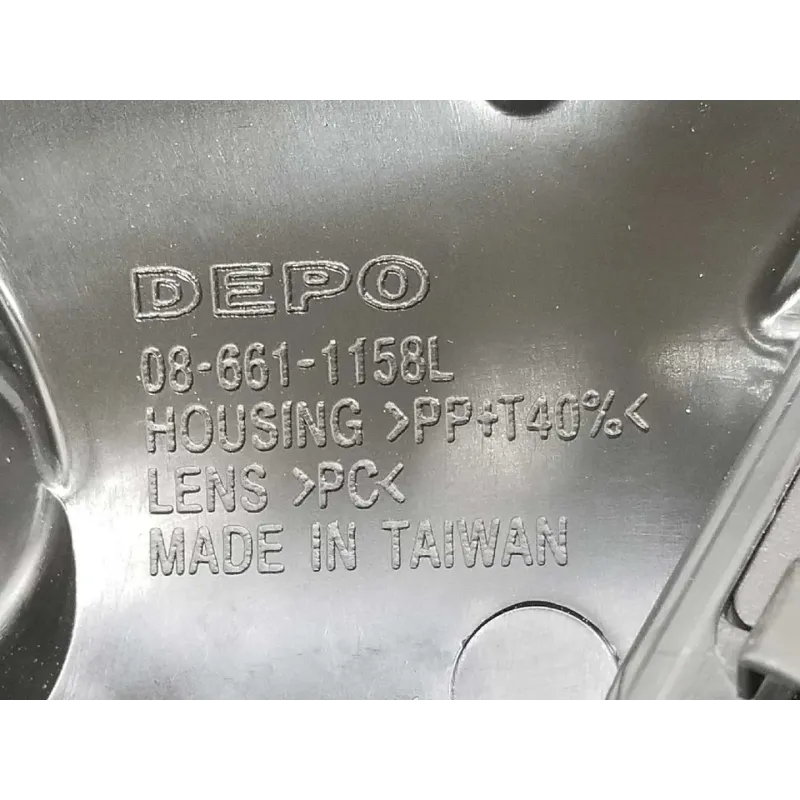 DEPO
08-661-1158L
HOUSING >PP+T40%<
LENS >PC<
MADE IN TAIWAN